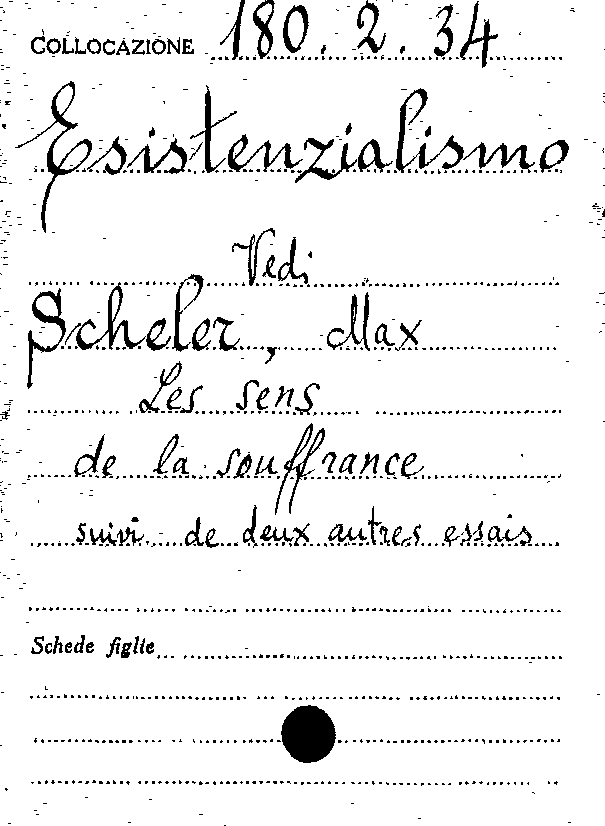 COLLOCAZIONE 180.2.34
Esistenzialismo
Vedi
Scheler, Max
Les sens
de la souffrance
suivi de deux autres essais
Schede figlie